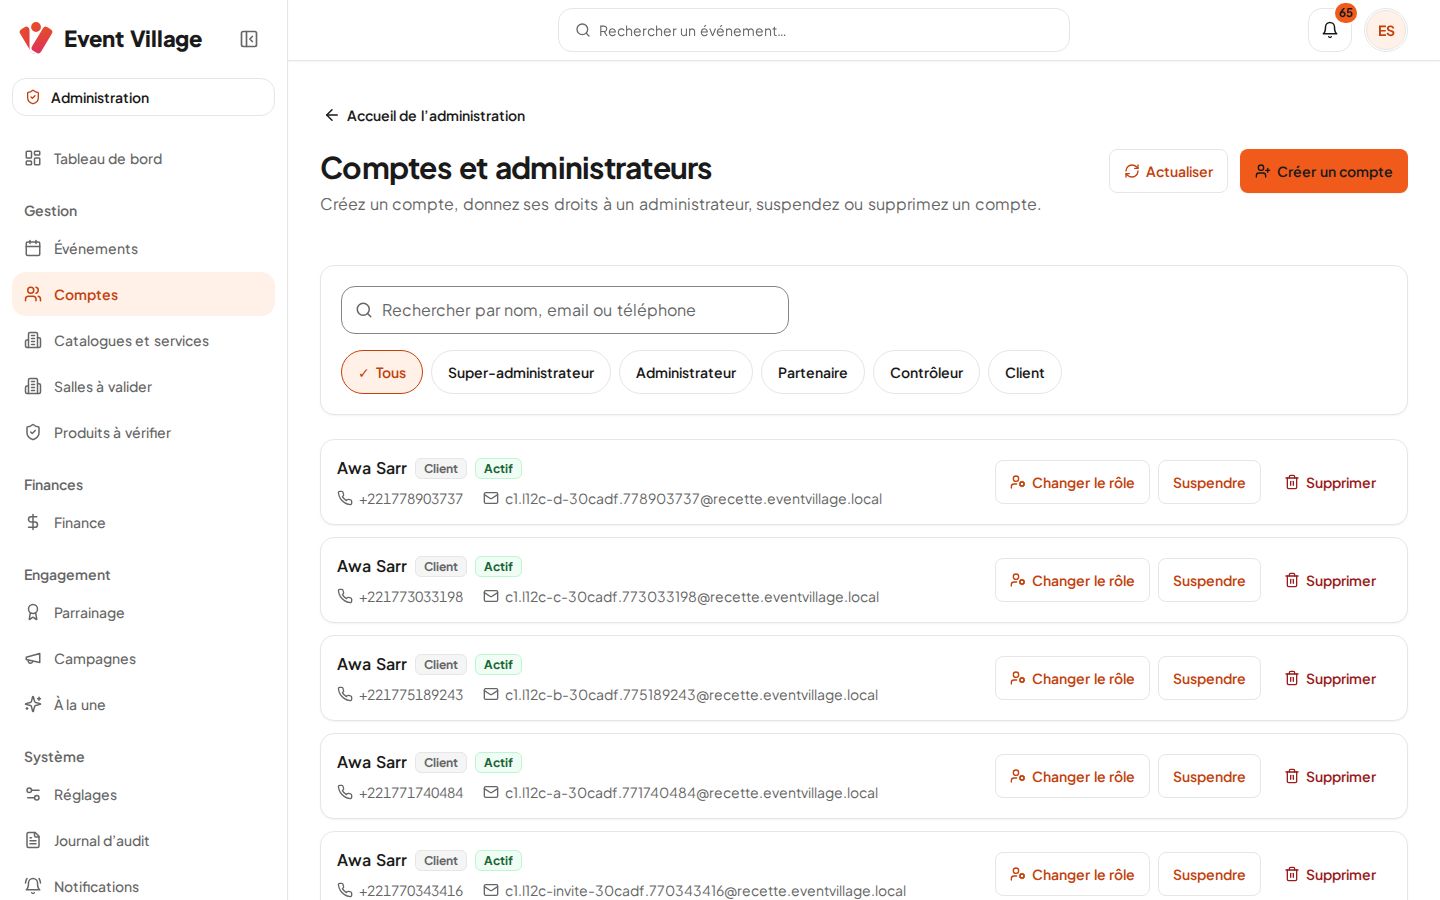 Event Village
Rechercher un événement…
65
ES
Administration
Tableau de bord
Gestion
Événements
Comptes
Catalogues et services
Salles à valider
Produits à vérifier
Finances
Finance
Engagement
Parrainage
Campagnes
À la une
Système
Réglages
Journal d’audit
Notifications
Accueil de l’administration
Comptes et administrateurs
Créez un compte, donnez ses droits à un administrateur, suspendez ou supprimez un compte.
Actualiser
Créer un compte
Rechercher par nom, email ou téléphone
✓ Tous Super-administrateur Administrateur Partenaire Contrôleur Client
Awa Sarr Client Actif
+221778903737 c1.l12c-d-30cadf.778903737@recette.eventvillage.local
Changer le rôle Suspendre Supprimer
Awa Sarr Client Actif
+221773033198 c1.l12c-c-30cadf.773033198@recette.eventvillage.local
Changer le rôle Suspendre Supprimer
Awa Sarr Client Actif
+221775189243 c1.l12c-b-30cadf.775189243@recette.eventvillage.local
Changer le rôle Suspendre Supprimer
Awa Sarr Client Actif
+221771740484 c1.l12c-a-30cadf.771740484@recette.eventvillage.local
Changer le rôle Suspendre Supprimer
Awa Sarr Client Actif
+221770343416 c1.l12c-invite-30cadf.770343416@recette.eventvillage.local
Changer le rôle Suspendre Supprimer